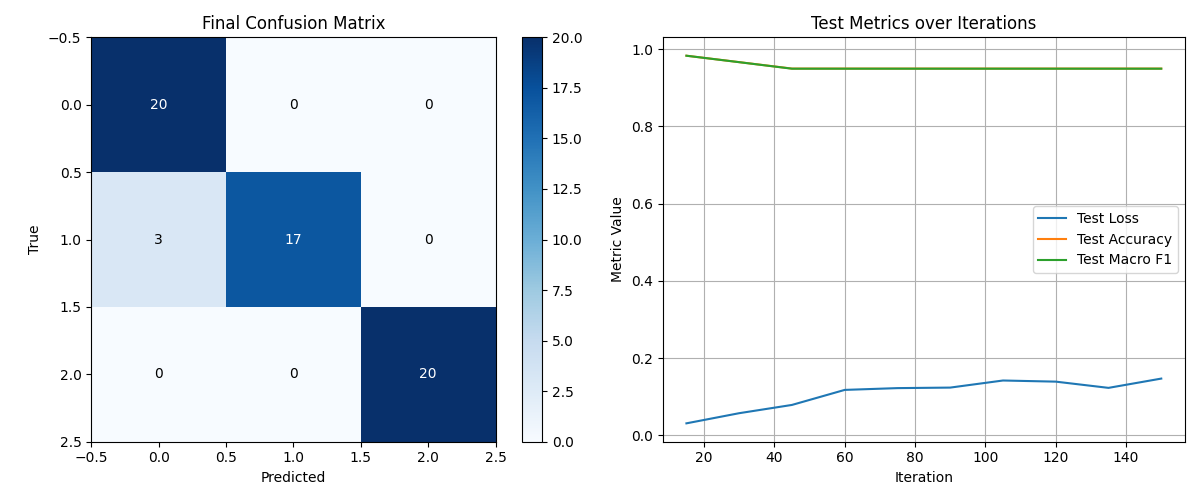 Final Confusion Matrix
−0.5
0.0
0.5
1.0
1.5
2.0
2.5
True
20 0 0
3 17 0
0 0 20
−0.5 0.0 0.5 1.0 1.5 2.0 2.5
Predicted
20.0
17.5
15.0
12.5
10.0
7.5
5.0
2.5
0.0
Test Metrics over Iterations
1.0
0.8
0.6
0.4
0.2
0.0
Metric Value
Test Loss
Test Accuracy
Test Macro F1
20 40 60 80 100 120 140
Iteration